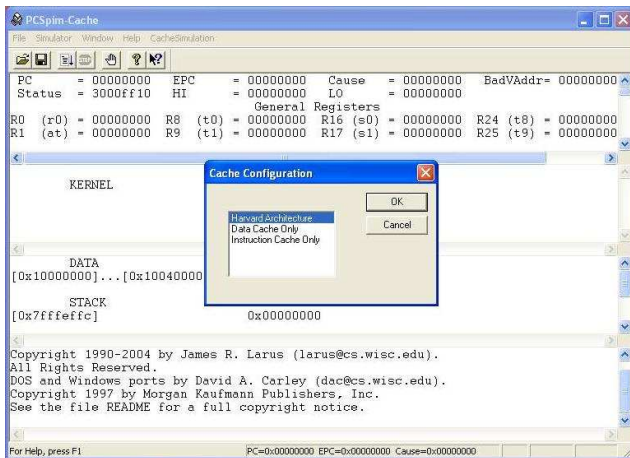 PCSpim-Cache
File Simulator Window Help CacheSimulation
PC = 00000000 EPC = 00000000 Cause = 00000000 BadVAddr= 00000000
Status = 3000ff10 HI = 00000000 LO = 00000000
General Registers
R0 (r0) = 00000000 R8 (t0) = 00000000 R16 (s0) = 00000000 R24 (t8) = 00000000
R1 (at) = 00000000 R9 (t1) = 00000000 R17 (s1) = 00000000 R25 (t9) = 00000000
KERNEL
Cache Configuration
Harvard Architecture
Data Cache Only
Instruction Cache Only
OK
Cancel
DATA
[0x10000000]...[0x10040000
STACK
[0x7fffeffc] 0x00000000
Copyright 1990-2004 by James R. Larus (larus@cs.wisc.edu).
All Rights Reserved.
DOS and Windows ports by David A. Carley (dac@cs.wisc.edu).
Copyright 1997 by Morgan Kaufmann Publishers, Inc.
See the file README for a full copyright notice.
For Help, press F1
PC=0x00000000 EPC=0x00000000 Cause=0x00000000